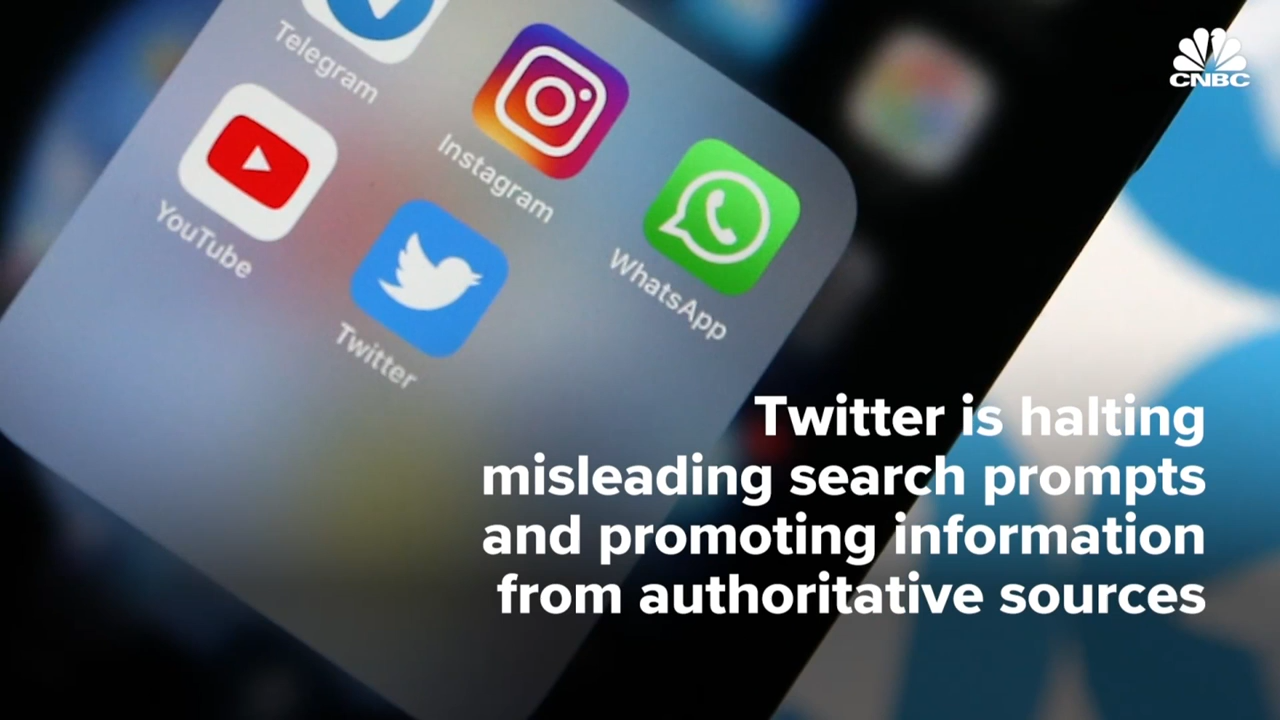 CNBC
Telegram
Instagram
WhatsApp
YouTube
Twitter
Twitter is halting
misleading search prompts
and promoting information
from authoritative sources